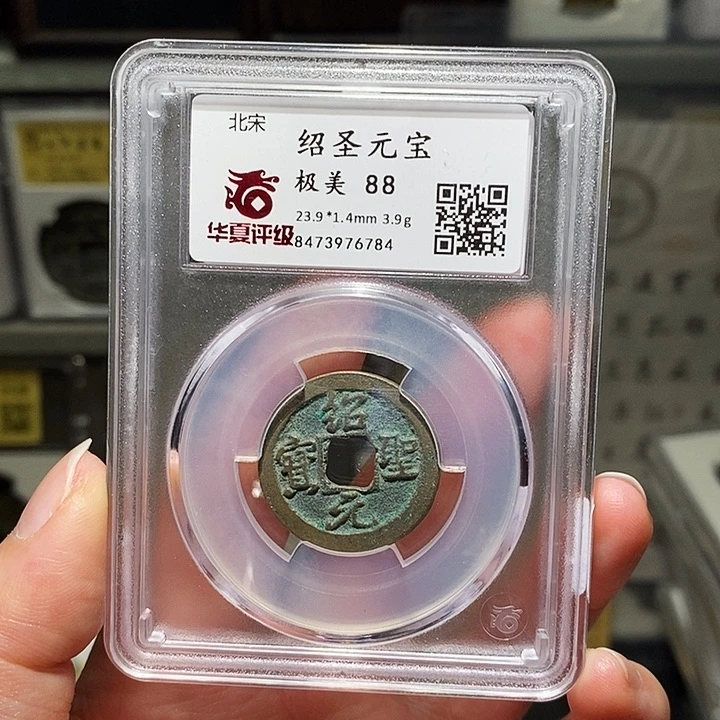 北宋
绍圣元宝
极美 88
23.9*1.4mm 3.9g
华夏评级
8473976784
紹聖元寶